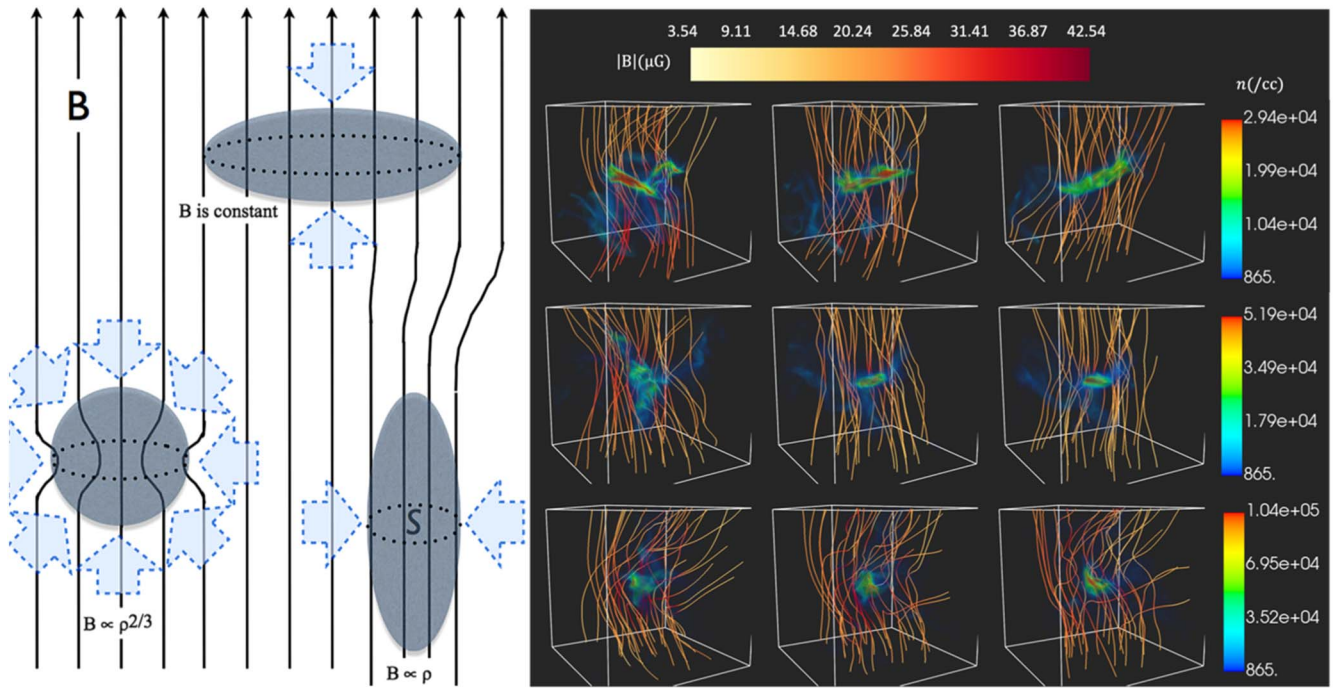 B
B is constant
B ∝ ρ2/3
S
B ∝ ρ
3.54 9.11 14.68 20.24 25.84 31.41 36.87 42.54
|B|(μG)
n(/cc)
2.94e+04
1.99e+04
1.04e+04
865.
5.19e+04
3.49e+04
1.79e+04
865.
1.04e+05
6.95e+04
3.52e+04
865.